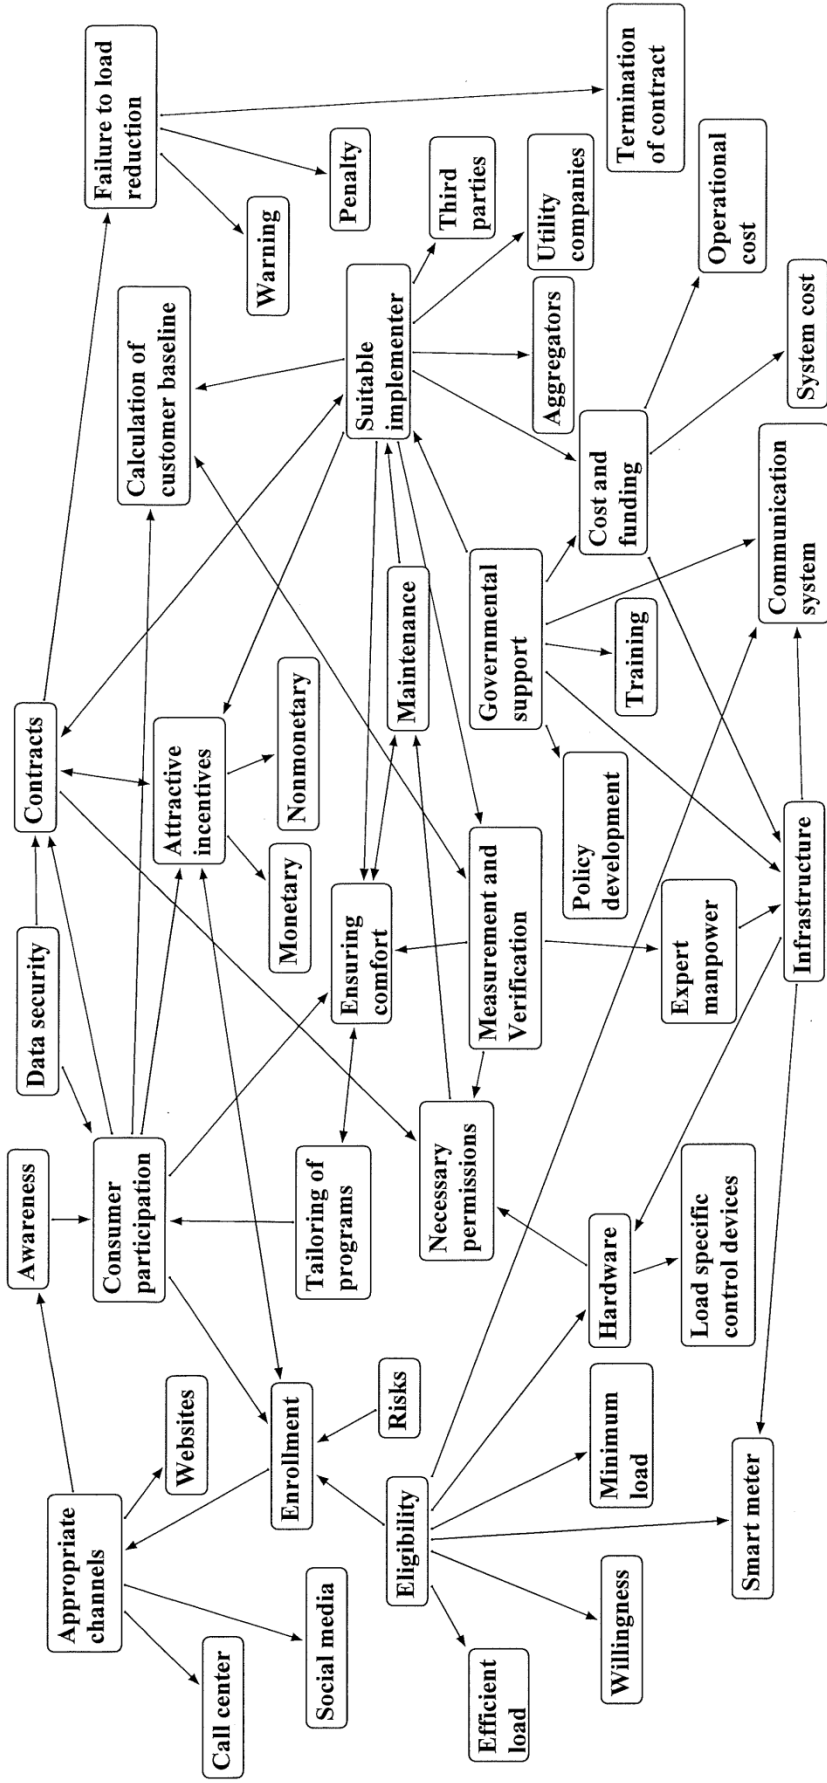 Awareness
Data security
Contracts
Failure to load
reduction
Appropriate
channels
Websites
Call center
Social media
Consumer
participation
Attractive
incentives
Calculation of
customer baseline
Warning
Penalty
Termination
of contract
Enrollment
Risks
Tailoring of
programs
Monetary
Nonmonetary
Ensuring
comfort
Maintenance
Suitable
implementer
Third
parties
Utility
companies
Aggregators
Eligibility
Efficient
load
Willingness
Minimum
load
Smart meter
Necessary
permissions
Measurement and
Verification
Governmental
support
Cost and
funding
Operational
cost
System cost
Policy
development
Training
Hardware
Load specific
control devices
Expert
manpower
Infrastructure
Communication
system